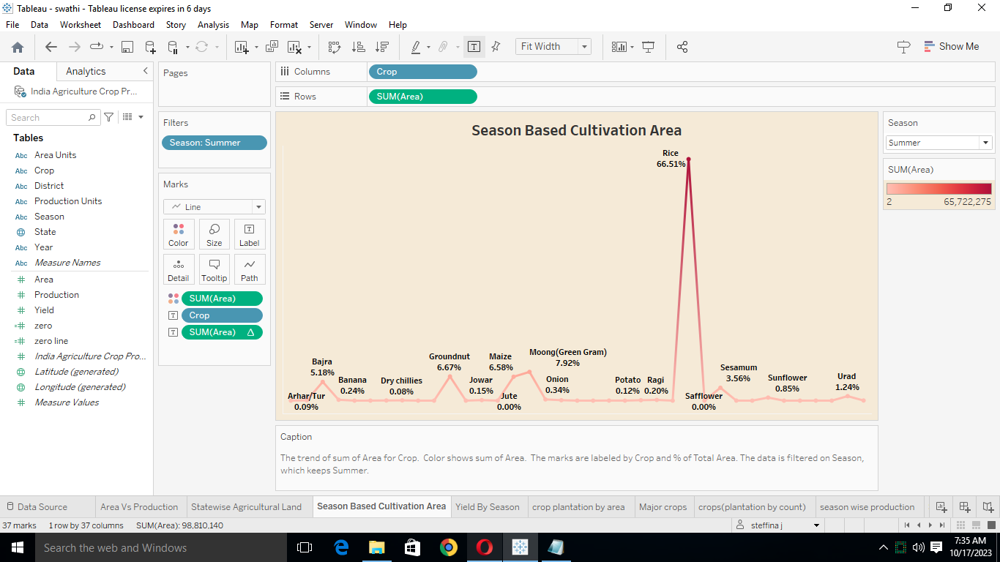 Tableau - swathi - Tableau license expires in 6 days
File Data Worksheet Dashboard Story Analysis Map Format Server Window Help
Fit Width
Show Me
Data Analytics
India Agriculture Crop Pr...
Search
Tables
Abc Area Units
Abc Crop
Abc District
Abc Production Units
Abc Season
State
Abc Year
Abc Measure Names
# Area
# Production
# Yield
=# zero
=# zero line
# India Agriculture Crop Pro...
Latitude (generated)
Longitude (generated)
# Measure Values
Pages
Filters
Season: Summer
Marks
Line
Color Size Label
Detail Tooltip Path
SUM(Area)
Crop
SUM(Area) Δ
Columns Crop
Rows SUM(Area)
Season Based Cultivation Area
Rice
66.51%
Moong(Green Gram)
7.92%
Groundnut
6.67%
Maize
6.58%
Bajra
5.18%
Sesamum
3.56%
Urad
1.24%
Sunflower
0.85%
Banana
0.24%
Dry chillies
0.08%
Jowar
0.15%
Onion
0.34%
Potato
0.12%
Ragi
0.20%
Arhar/Tur
0.09%
Jute
0.00%
Safflower
0.00%
Season
Summer
SUM(Area)
2 65,722,275
Caption
The trend of sum of Area for Crop. Color shows sum of Area. The marks are labeled by Crop and % of Total Area. The data is filtered on Season,
which keeps Summer.
Data Source Area Vs Production Statewise Agricultural Land Season Based Cultivation Area Yield By Season crop plantation by area Major crops crops(plantation by count) season wise production
37 marks 1 row by 37 columns SUM(Area): 98,810,140
steffina j
Search the web and Windows
7:35 AM
10/17/2023